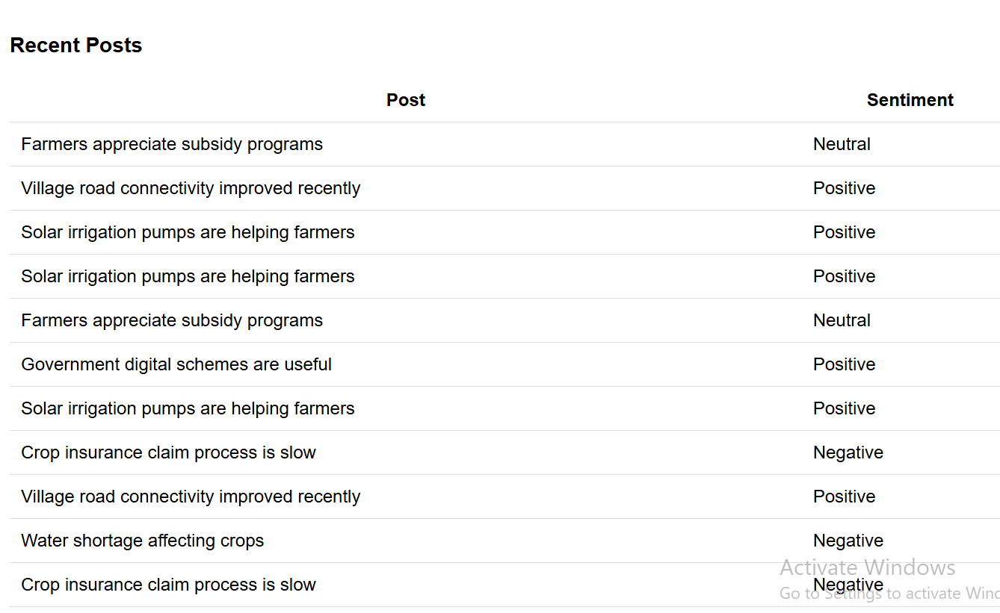 Recent Posts
Post Sentiment
Farmers appreciate subsidy programs Neutral
Village road connectivity improved recently Positive
Solar irrigation pumps are helping farmers Positive
Solar irrigation pumps are helping farmers Positive
Farmers appreciate subsidy programs Neutral
Government digital schemes are useful Positive
Solar irrigation pumps are helping farmers Positive
Crop insurance claim process is slow Negative
Village road connectivity improved recently Positive
Water shortage affecting crops Negative
Activate Windows
Crop insurance claim process is slow Negative
Go to Settings to activate Wind